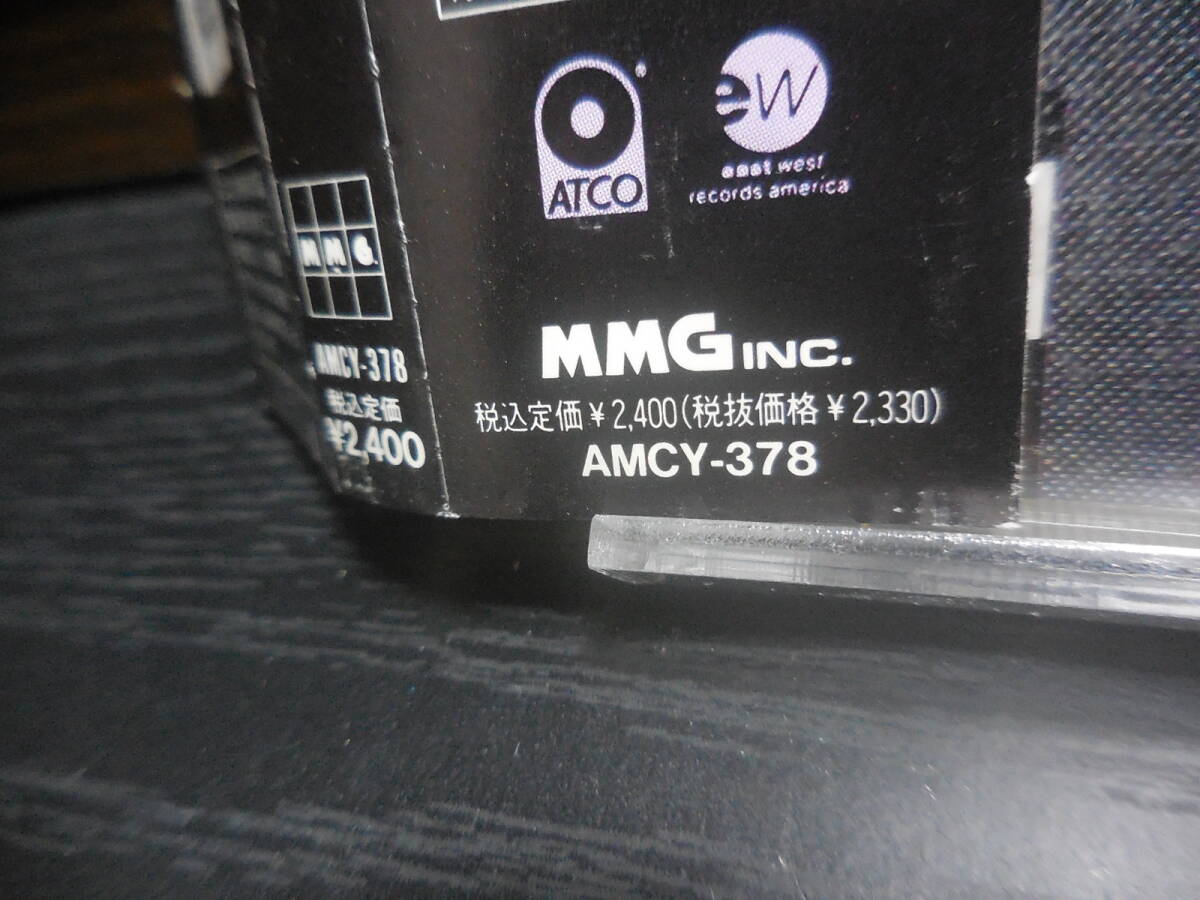 M M G.
AMCY-378
税込定価
¥2,400
ATCO
®
eW
east west
records america
MMG INC.
税込定価¥2,400(税抜価格¥2,330)
AMCY-378